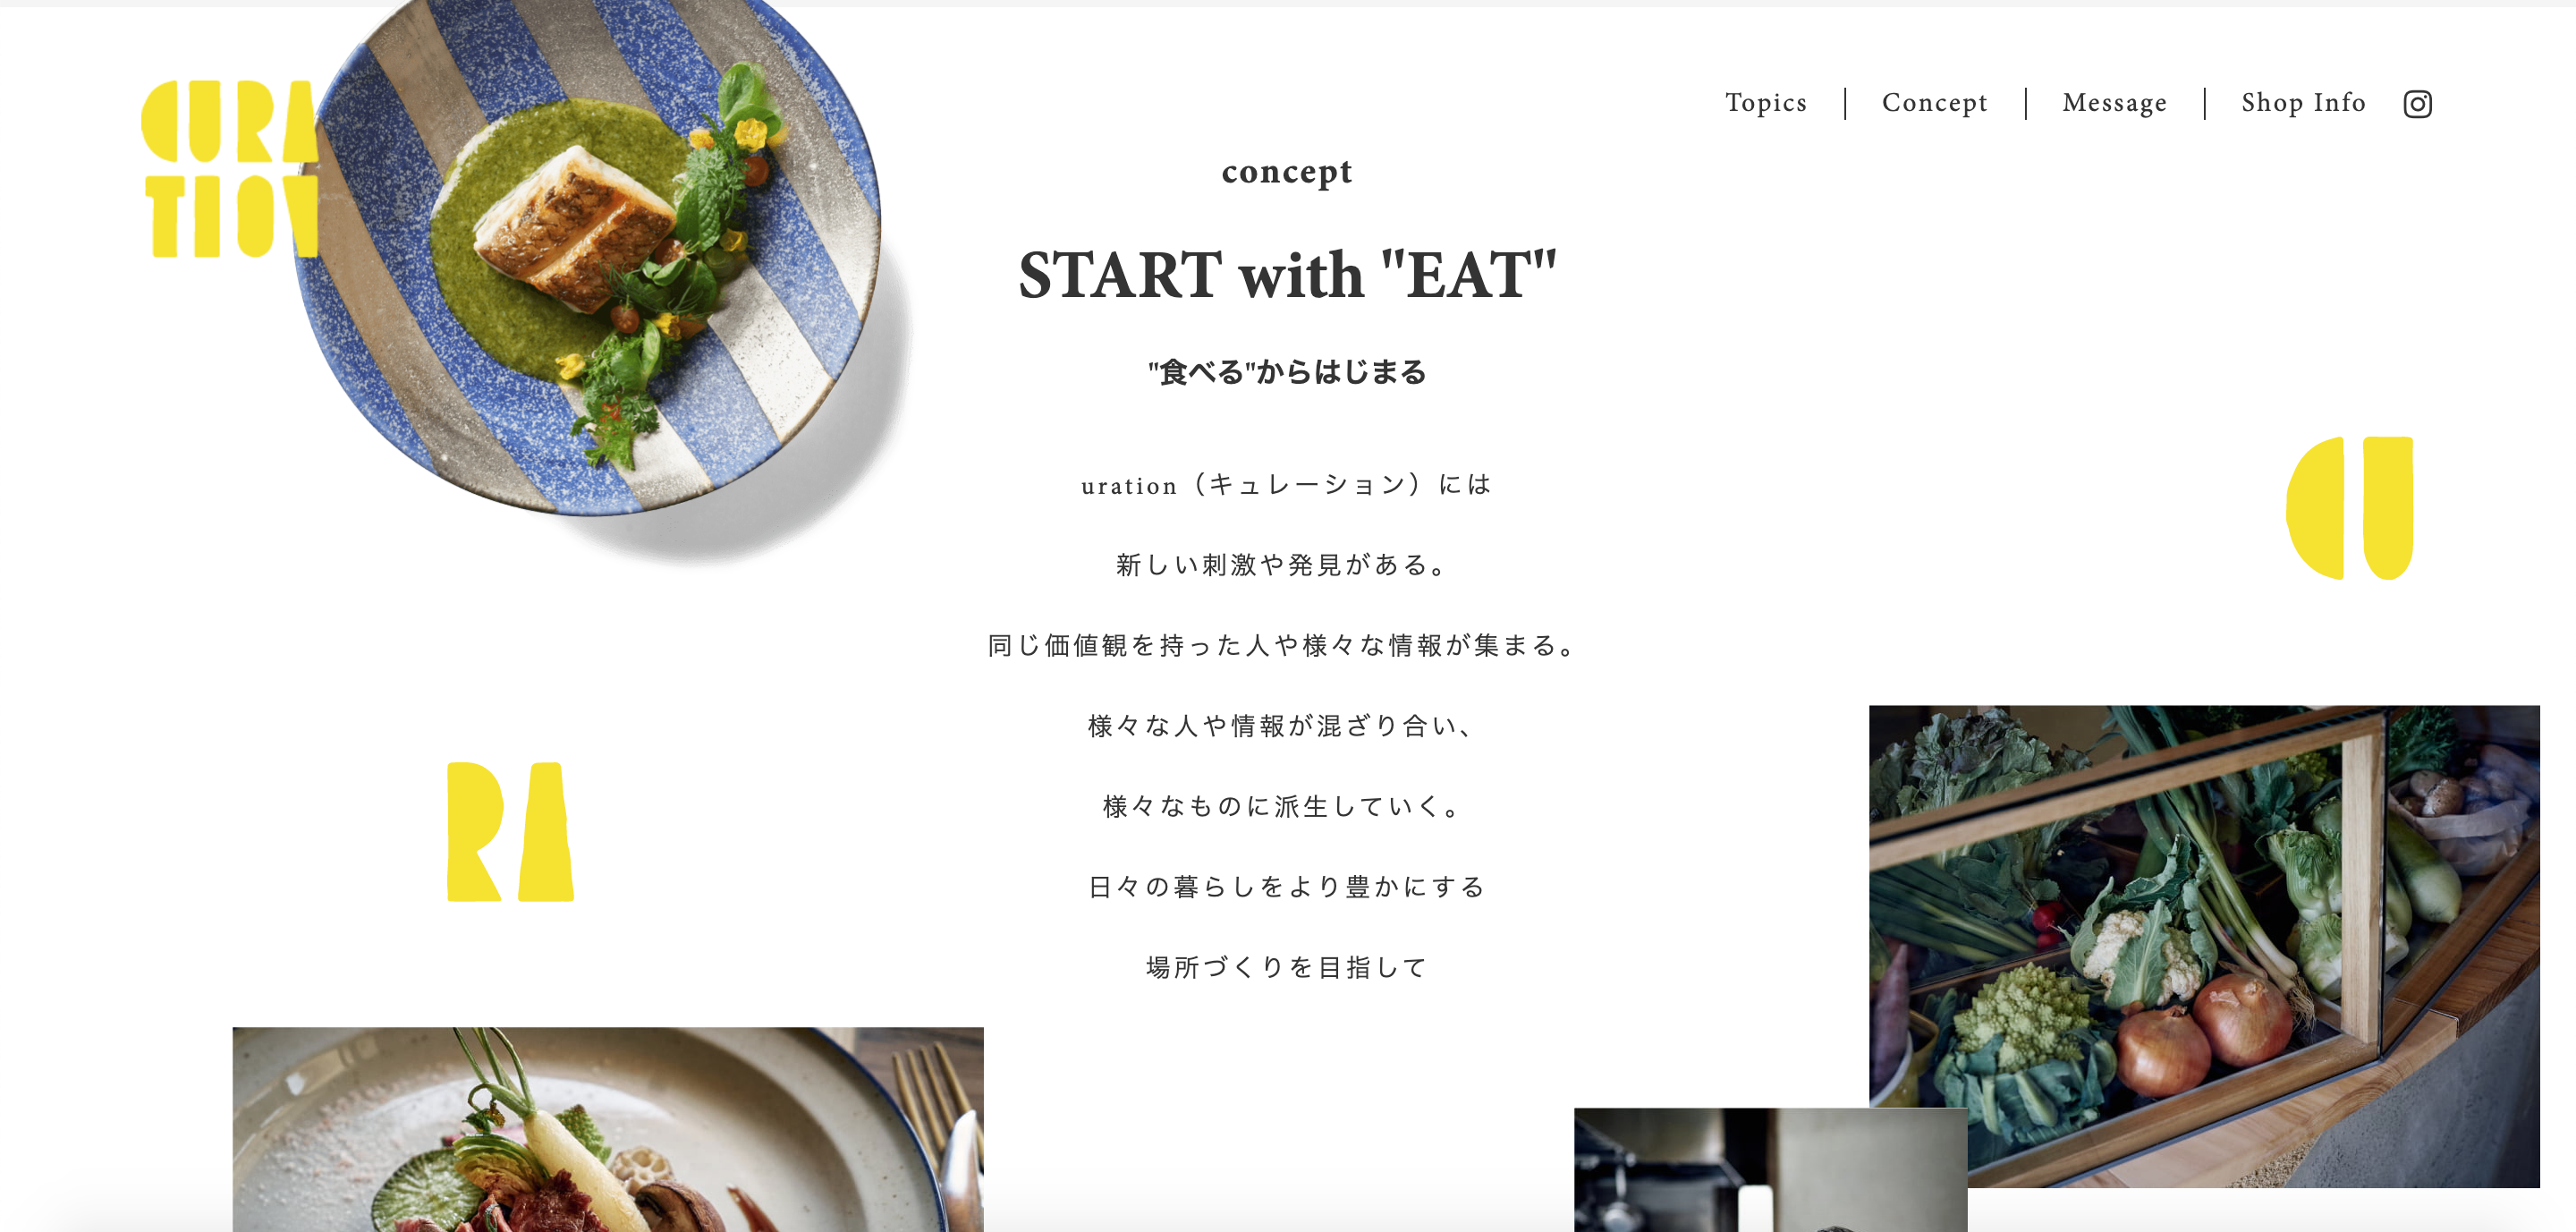 CURA
TION
Topics
Concept
Message
Shop Info
concept
START with "EAT"
"食べる"からはじまる
uration（キュレーション）には
新しい刺激や発見がある。
同じ価値観を持った人や様々な情報が集まる。
様々な人や情報が混ざり合い、
様々なものに派生していく。
日々の暮らしをより豊かにする
場所づくりを目指して
CU
RA